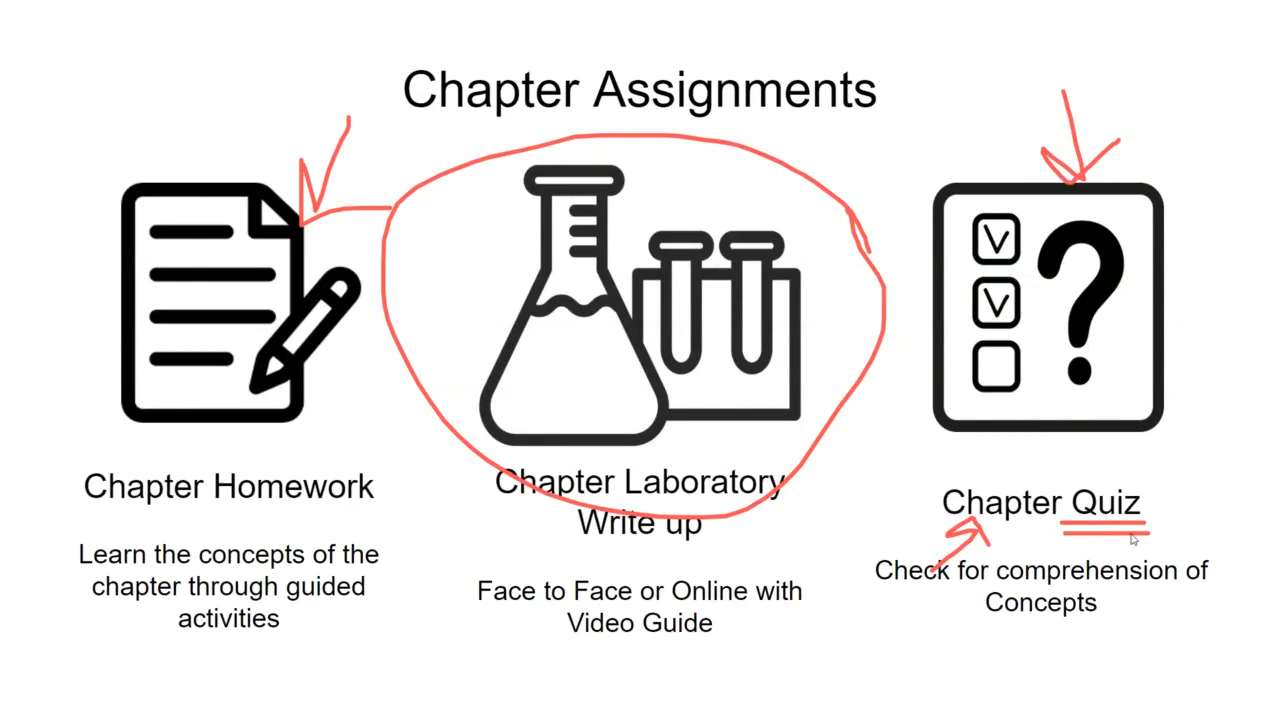 Chapter Assignments
Chapter Homework
Learn the concepts of the
chapter through guided
activities
Chapter Laboratory
Write up
Face to Face or Online with
Video Guide
Chapter Quiz
Check for comprehension of
Concepts